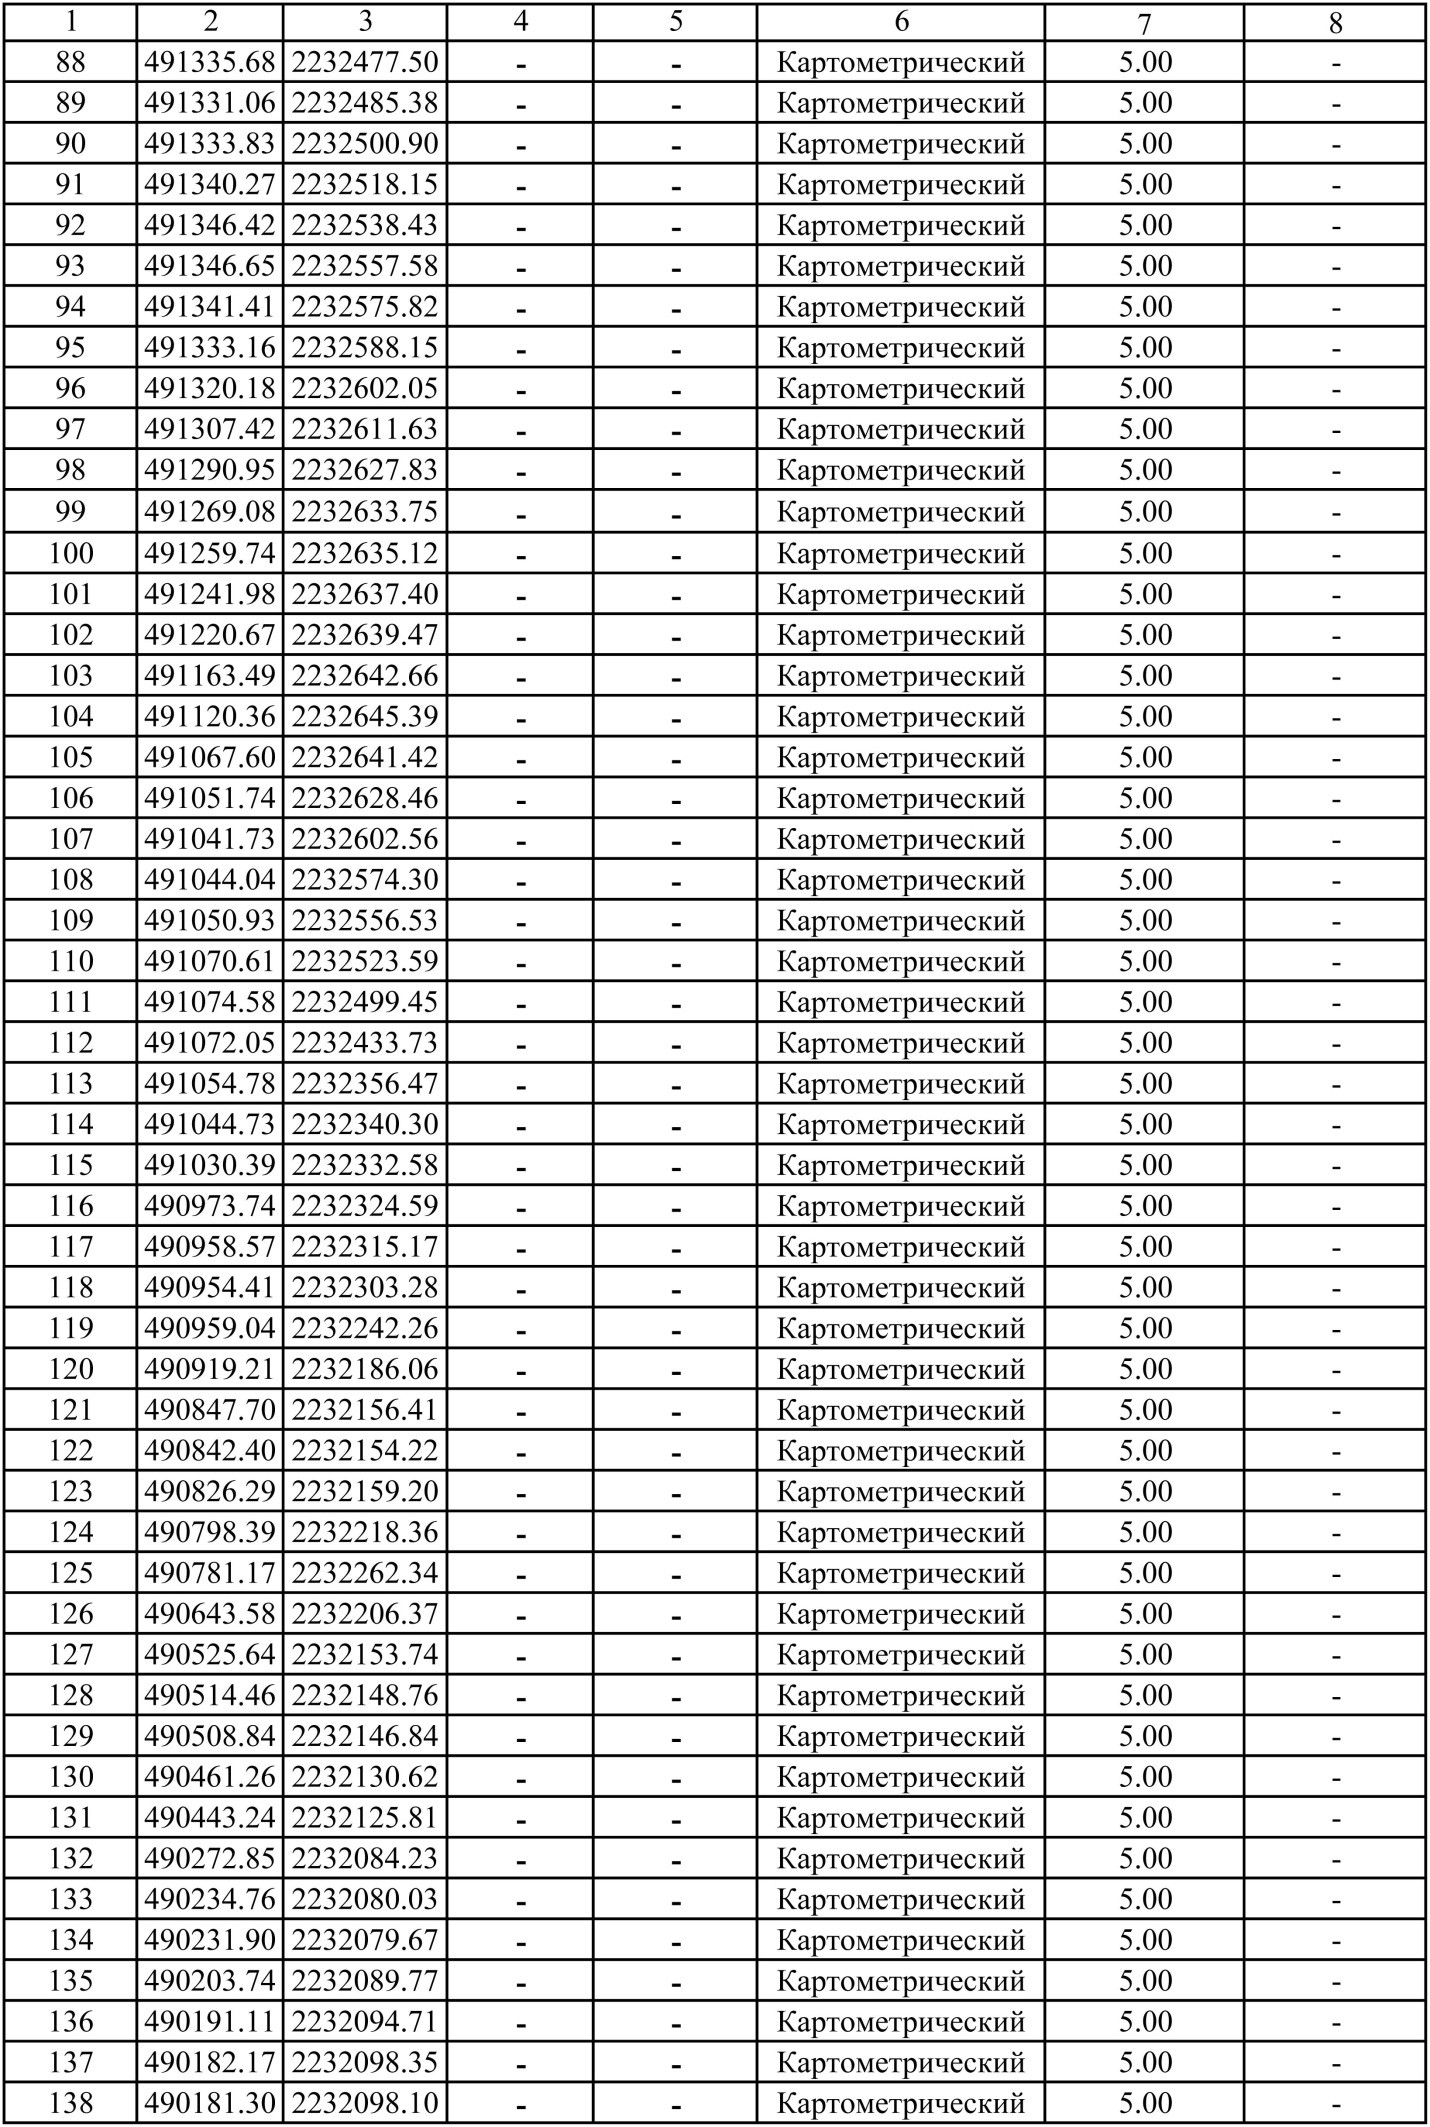 1 2 3 4 5 6 7 8
88 491335.68 2232477.50 - - Картометрический 5.00 -
89 491331.06 2232485.38 - - Картометрический 5.00 -
90 491333.83 2232500.90 - - Картометрический 5.00 -
91 491340.27 2232518.15 - - Картометрический 5.00 -
92 491346.42 2232538.43 - - Картометрический 5.00 -
93 491346.65 2232557.58 - - Картометрический 5.00 -
94 491341.41 2232575.82 - - Картометрический 5.00 -
95 491333.16 2232588.15 - - Картометрический 5.00 -
96 491320.18 2232602.05 - - Картометрический 5.00 -
97 491307.42 2232611.63 - - Картометрический 5.00 -
98 491290.95 2232627.83 - - Картометрический 5.00 -
99 491269.08 2232633.75 - - Картометрический 5.00 -
100 491259.74 2232635.12 - - Картометрический 5.00 -
101 491241.98 2232637.40 - - Картометрический 5.00 -
102 491220.67 2232639.47 - - Картометрический 5.00 -
103 491163.49 2232642.66 - - Картометрический 5.00 -
104 491120.36 2232645.39 - - Картометрический 5.00 -
105 491067.60 2232641.42 - - Картометрический 5.00 -
106 491051.74 2232628.46 - - Картометрический 5.00 -
107 491041.73 2232602.56 - - Картометрический 5.00 -
108 491044.04 2232574.30 - - Картометрический 5.00 -
109 491050.93 2232556.53 - - Картометрический 5.00 -
110 491070.61 2232523.59 - - Картометрический 5.00 -
111 491074.58 2232499.45 - - Картометрический 5.00 -
112 491072.05 2232433.73 - - Картометрический 5.00 -
113 491054.78 2232356.47 - - Картометрический 5.00 -
114 491044.73 2232340.30 - - Картометрический 5.00 -
115 491030.39 2232332.58 - - Картометрический 5.00 -
116 490973.74 2232324.59 - - Картометрический 5.00 -
117 490958.57 2232315.17 - - Картометрический 5.00 -
118 490954.41 2232303.28 - - Картометрический 5.00 -
119 490959.04 2232242.26 - - Картометрический 5.00 -
120 490919.21 2232186.06 - - Картометрический 5.00 -
121 490847.70 2232156.41 - - Картометрический 5.00 -
122 490842.40 2232154.22 - - Картометрический 5.00 -
123 490826.29 2232159.20 - - Картометрический 5.00 -
124 490798.39 2232218.36 - - Картометрический 5.00 -
125 490781.17 2232262.34 - - Картометрический 5.00 -
126 490643.58 2232206.37 - - Картометрический 5.00 -
127 490525.64 2232153.74 - - Картометрический 5.00 -
128 490514.46 2232148.76 - - Картометрический 5.00 -
129 490508.84 2232146.84 - - Картометрический 5.00 -
130 490461.26 2232130.62 - - Картометрический 5.00 -
131 490443.24 2232125.81 - - Картометрический 5.00 -
132 490272.85 2232084.23 - - Картометрический 5.00 -
133 490234.76 2232080.03 - - Картометрический 5.00 -
134 490231.90 2232079.67 - - Картометрический 5.00 -
135 490203.74 2232089.77 - - Картометрический 5.00 -
136 490191.11 2232094.71 - - Картометрический 5.00 -
137 490182.17 2232098.35 - - Картометрический 5.00 -
138 490181.30 2232098.10 - - Картометрический 5.00 -